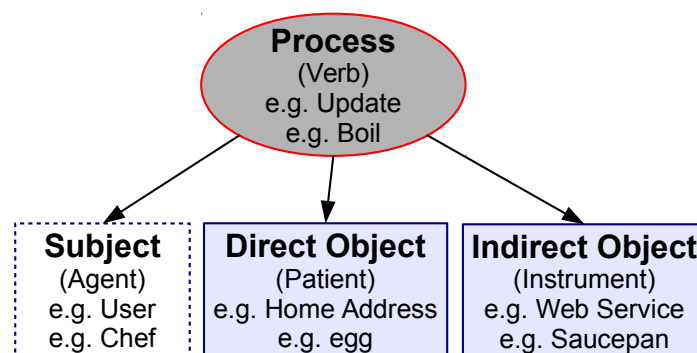 Process
(Verb)
e.g. Update
e.g. Boil
Subject
(Agent)
e.g. User
e.g. Chef
Direct Object
(Patient)
e.g. Home Address
e.g. egg
Indirect Object
(Instrument)
e.g. Web Service
e.g. Saucepan